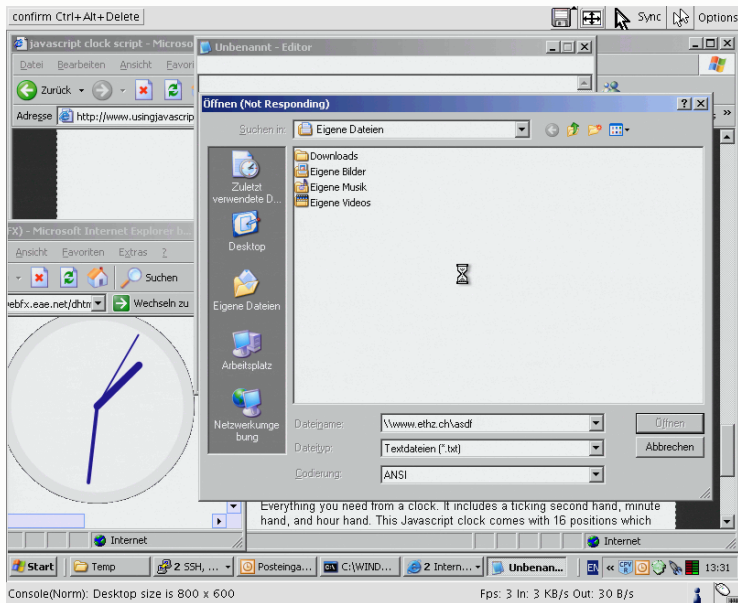 confirm Ctrl+Alt+Delete
Sync
Options
javascript clock script - Microso
Unbenannt - Editor
Datei Bearbeiten Ansicht Favori
Zurück
Adresse http://www.usingjavascrip
»
Öffnen (Not Responding)
Suchen in: Eigene Dateien
Downloads
Eigene Bilder
Eigene Musik
Eigene Videos
Zuletzt
verwendete D...
Desktop
Eigene Dateien
Arbeitsplatz
Netzwerkumge
bung
Dateiname: \\www.ethz.ch\asdf
Öffnen
Dateityp: Textdateien (*.txt)
Abbrechen
Codierung: ANSI
FX) - Microsoft Internet Explorer b...
Ansicht Favoriten Extras ?
Suchen
ebfx.eae.net/dhtm Wechseln zu
Everything you need from a clock. It includes a ticking second hand, minute
hand, and hour hand. This Javascript clock comes with 16 positions which
Internet
Internet
Start Temp 2 SSH, ... Posteinga... C:\WIND... 2 Intern... Unbenan... EN « 13:31
Console(Norm): Desktop size is 800 x 600
Fps: 3 In: 3 KB/s Out: 30 B/s